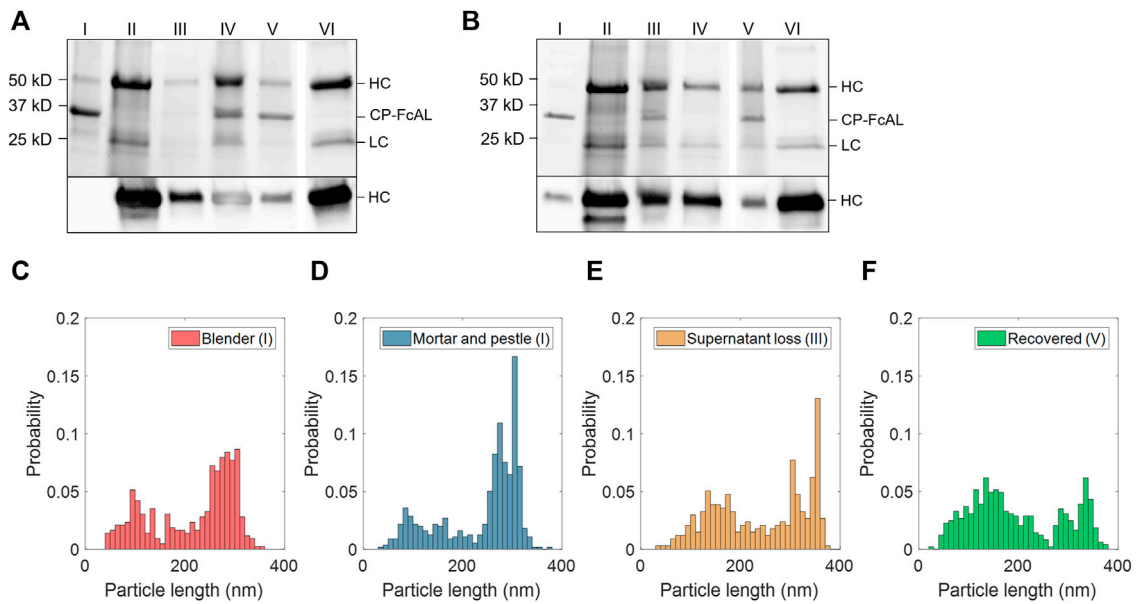 A
I II III IV V VI
50 kD
37 kD
25 kD
HC
CP-FcAL
LC
HC
B
I II III IV V VI
50 kD
37 kD
25 kD
HC
CP-FcAL
LC
HC
C
Blender (I)
0.2
0.15
0.1
0.05
0
Probability
0 200 400
Particle length (nm)
D
Mortar and pestle (I)
0.2
0.15
0.1
0.05
0
Probability
0 200 400
Particle length (nm)
E
Supernatant loss (III)
0.2
0.15
0.1
0.05
0
Probability
0 200 400
Particle length (nm)
F
Recovered (V)
0.2
0.15
0.1
0.05
0
Probability
0 200 400
Particle length (nm)